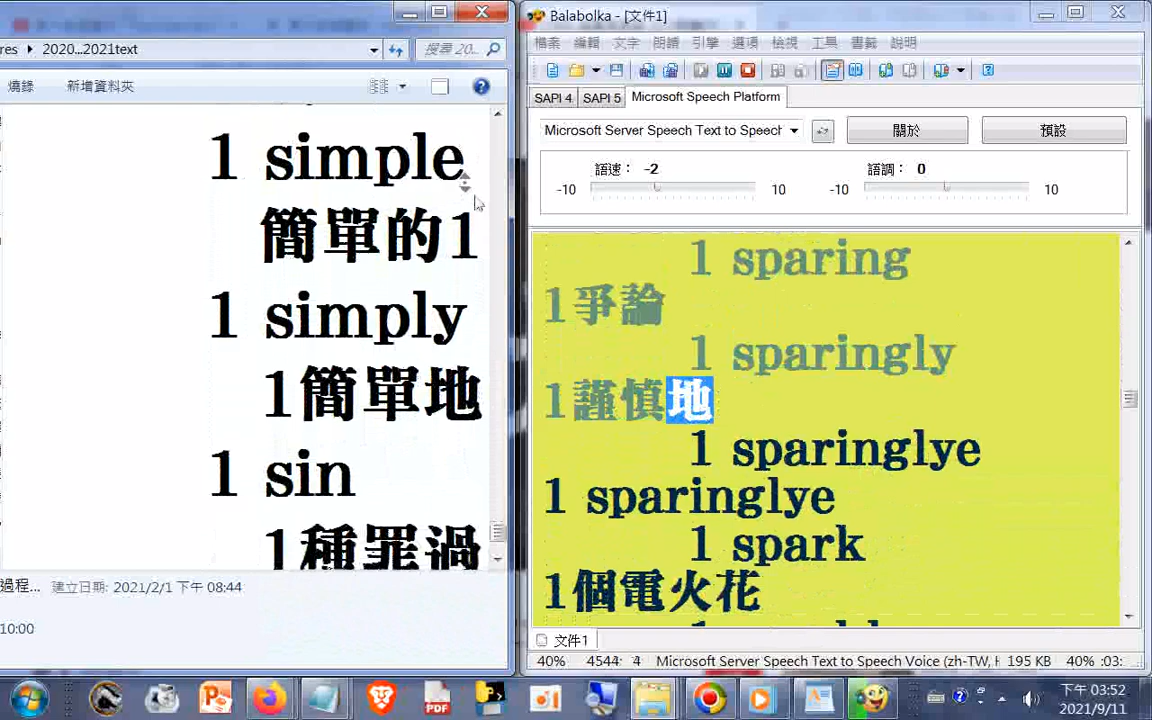 res ▸ 2020...2021text
搜尋 20...
燒錄
新增資料夾
1 simple
簡單的1
1 simply
1簡單地
1 sin
1種罪過
過程... 建立日期: 2021/2/1 下午 08:44
10:00
Balabolka - [文件1]
檔案 編輯 文字 朗讀 引擎 選項 檢視 工具 書籤 說明
SAPI 4 SAPI 5 Microsoft Speech Platform
Microsoft Server Speech Text to Speech
關於
預設
語速： -2
-10 10
語調： 0
-10 10
1 sparing
1爭論
1 sparingly
1謹慎地
1 sparinglye
1 sparinglye
1 spark
1個電火花
文件1
40% 4544: 4 Microsoft Server Speech Text to Speech Voice (zh-TW, 195 KB 40% :03:
PDF
下午 03:52
2021/9/11